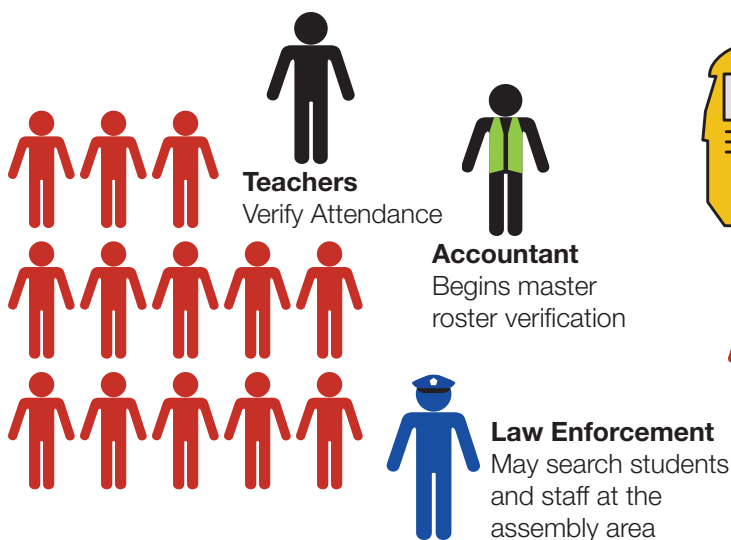 Teachers
Verify Attendance
Accountant
Begins master
roster verification
Law Enforcement
May search students
and staff at the
assembly area